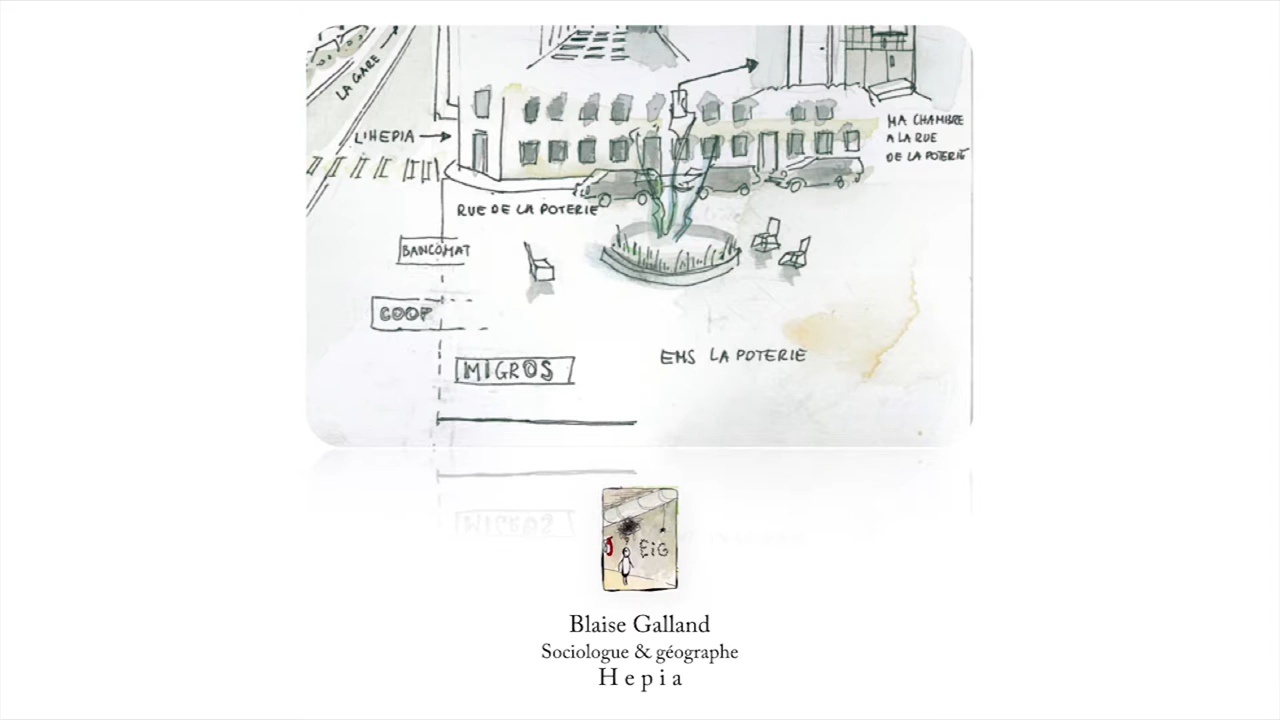 LA GARE
L'HEPIA
MA CHAMBRE
A LA RUE
DE LA POTERIE
RUE DE LA POTERIE
BANCOMAT
COOP
MIGROS
EMS LA POTERIE
EiG
Blaise Galland
Sociologue & géographe
Hepia